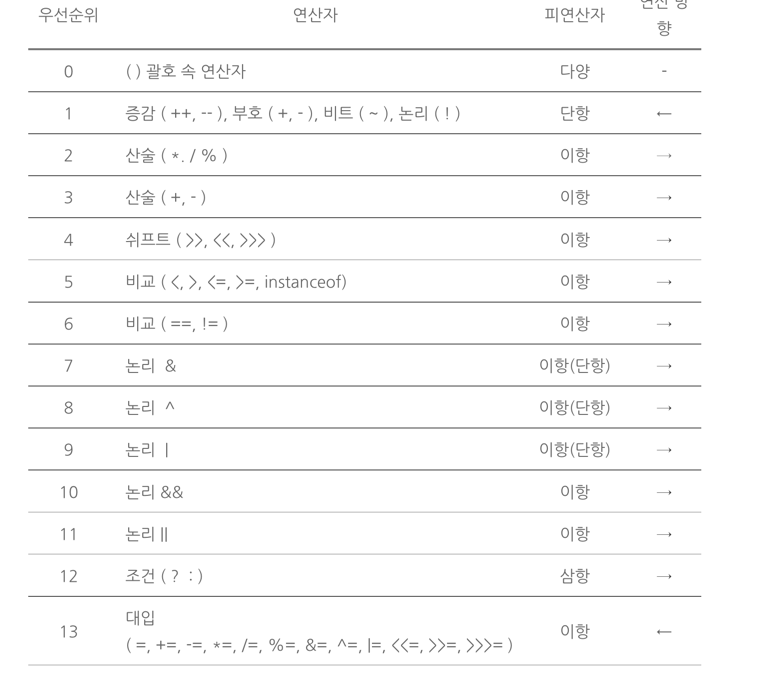 우선순위 연산자 피연산자 연산 방
향
0 ( ) 괄호 속 연산자 다양 -
1 증감 ( ++, -- ), 부호 ( +, - ), 비트 ( ~ ), 논리 ( ! ) 단항 ←
2 산술 ( *. / % ) 이항 →
3 산술 ( +, - ) 이항 →
4 쉬프트 ( >>, <<, >>> ) 이항 →
5 비교 ( <, >, <=, >=, instanceof) 이항 →
6 비교 ( ==, != ) 이항 →
7 논리 & 이항(단항) →
8 논리 ^ 이항(단항) →
9 논리 | 이항(단항) →
10 논리 && 이항 →
11 논리 || 이항 →
12 조건 ( ? : ) 삼항 →
대입
13 ( =, +=, -=, *=, /=, %=, &=, ^=, |=, <<=, >>=, >>>= ) 이항 ←